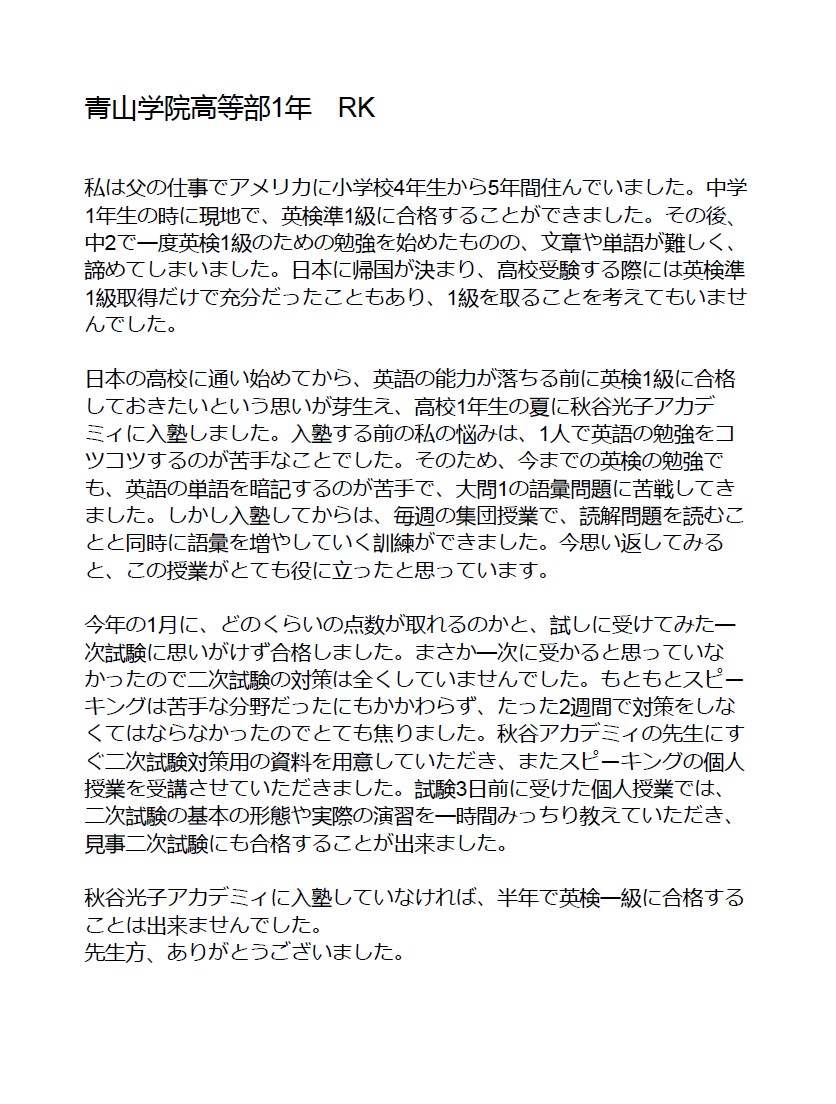 青山学院高等部1年　RK
私は父の仕事でアメリカに小学校4年生から5年間住んでいました。中学
1年生の時に現地で、英検準1級に合格することができました。その後、
中2で一度英検1級のための勉強を始めたものの、文章や単語が難しく、
諦めてしまいました。日本に帰国が決まり、高校受験する際には英検準
1級取得だけで充分だったこともあり、1級を取ることを考えてもいませ
んでした。
日本の高校に通い始めてから、英語の能力が落ちる前に英検1級に合格
しておきたいという思いが芽生え、高校1年生の夏に秋谷光子アカデ
ミィに入塾しました。入塾する前の私の悩みは、1人で英語の勉強をコ
ツコツするのが苦手なことでした。そのため、今までの英検の勉強で
も、英語の単語を暗記するのが苦手で、大問1の語彙問題に苦戦してき
ました。しかし入塾してからは、毎週の集団授業で、読解問題を読むこ
とと同時に語彙を増やしていく訓練ができました。今思い返してみる
と、この授業がとても役に立ったと思っています。
今年の1月に、どのくらいの点数が取れるのかと、試しに受けてみた一
次試験に思いがけず合格しました。まさか一次に受かると思っていな
かったので二次試験の対策は全くしていませんでした。もともとスピー
キングは苦手な分野だったにもかかわらず、たった2週間で対策をしな
くてはならなかったのでとても焦りました。秋谷アカデミィの先生にす
ぐ二次試験対策用の資料を用意していただき、またスピーキングの個人
授業を受講させていただきました。試験3日前に受けた個人授業では、
二次試験の基本の形態や実際の演習を一時間みっちり教えていただき、
見事二次試験にも合格することが出来ました。
秋谷光子アカデミィに入塾していなければ、半年で英検一級に合格する
ことは出来ませんでした。
先生方、ありがとうございました。